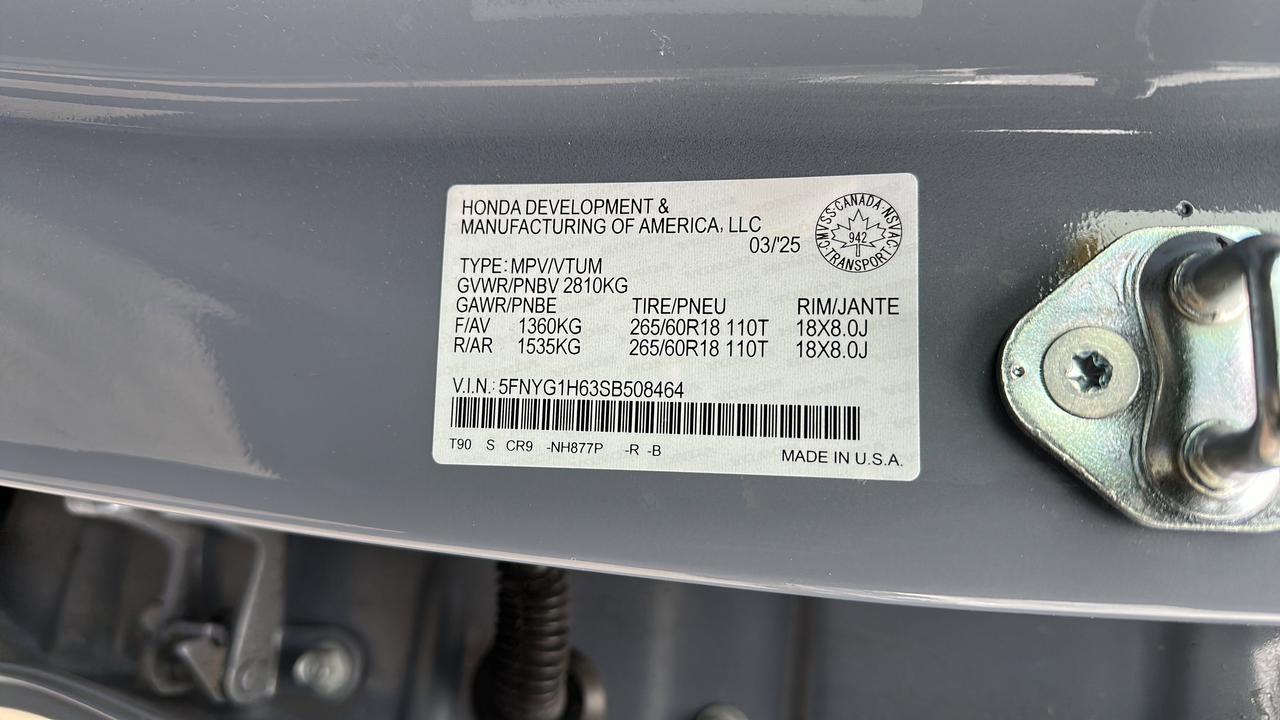 HONDA DEVELOPMENT &
MANUFACTURING OF AMERICA, LLC
03/'25
CMVSS·CANADA·NSVAC
942
TRANSPORT
TYPE: MPV/VTUM
GVWR/PNBV 2810KG
GAWR/PNBE TIRE/PNEU RIM/JANTE
F/AV 1360KG 265/60R18 110T 18X8.0J
R/AR 1535KG 265/60R18 110T 18X8.0J
V.I.N.: 5FNYG1H63SB508464
T90 S CR9 -NH877P -R -B
MADE IN U.S.A.